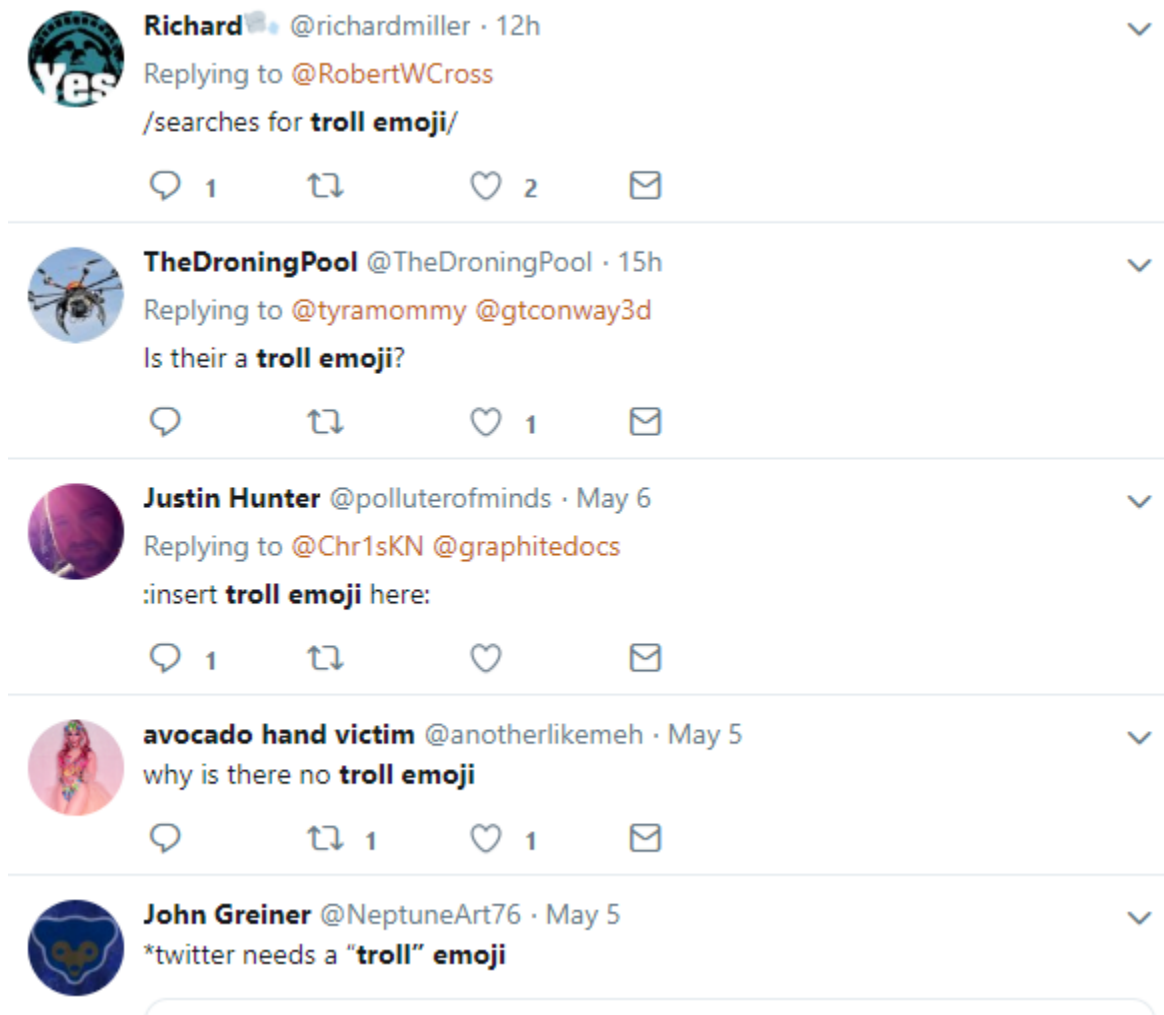 Richard @richardmiller · 12h
Replying to @RobertWCross
/searches for troll emoji/
1 2
TheDroningPool @TheDroningPool · 15h
Replying to @tyramommy @gtconway3d
Is their a troll emoji?
1
Justin Hunter @polluterofminds · May 6
Replying to @Chr1sKN @graphitedocs
:insert troll emoji here:
1
avocado hand victim @anotherlikemeh · May 5
why is there no troll emoji
1 1
John Greiner @NeptuneArt76 · May 5
*twitter needs a “troll” emoji
Yes